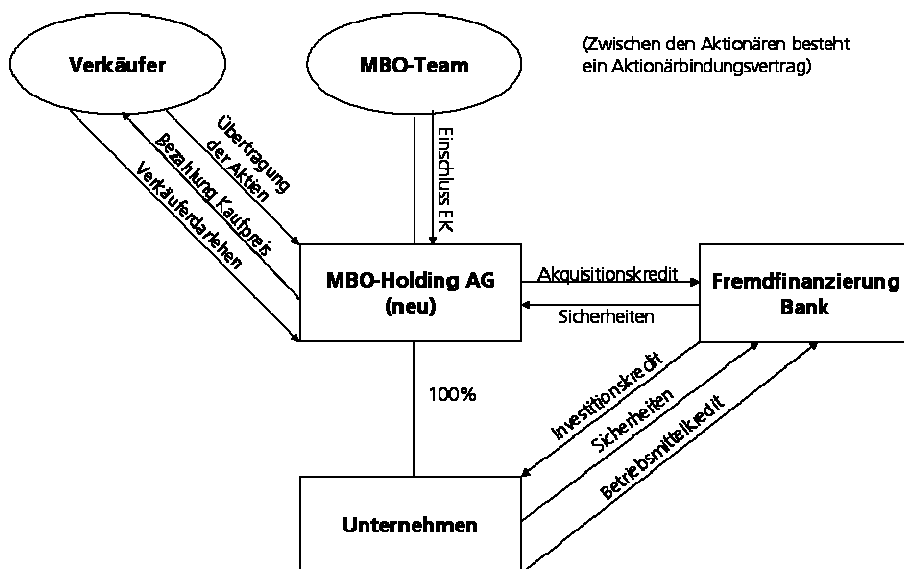 Verkäufer
MBO-Team
(Zwischen den Aktionären besteht
ein Aktionärbindungsvertrag)
Übertragung
der Aktien
Bezahlung Kaufpreis
Verkäuferdarlehen
Einschluss EK
MBO-Holding AG
(neu)
Akquisitionskredit
Sicherheiten
Fremdfinanzierung
Bank
100%
Investitionskredit
Sicherheiten
Betriebsmittelkredit
Unternehmen